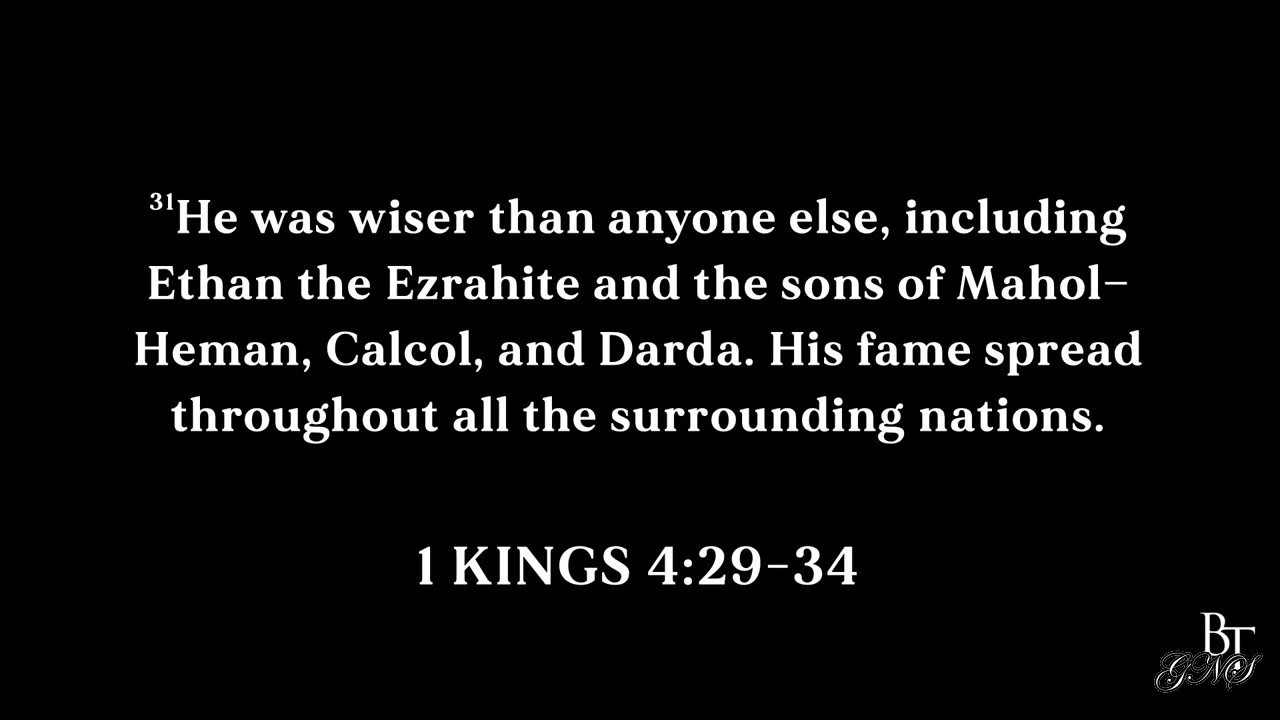 ³¹He was wiser than anyone else, including
Ethan the Ezrahite and the sons of Mahol–
Heman, Calcol, and Darda. His fame spread
throughout all the surrounding nations.
1 KINGS 4:29–34
BT
GNS